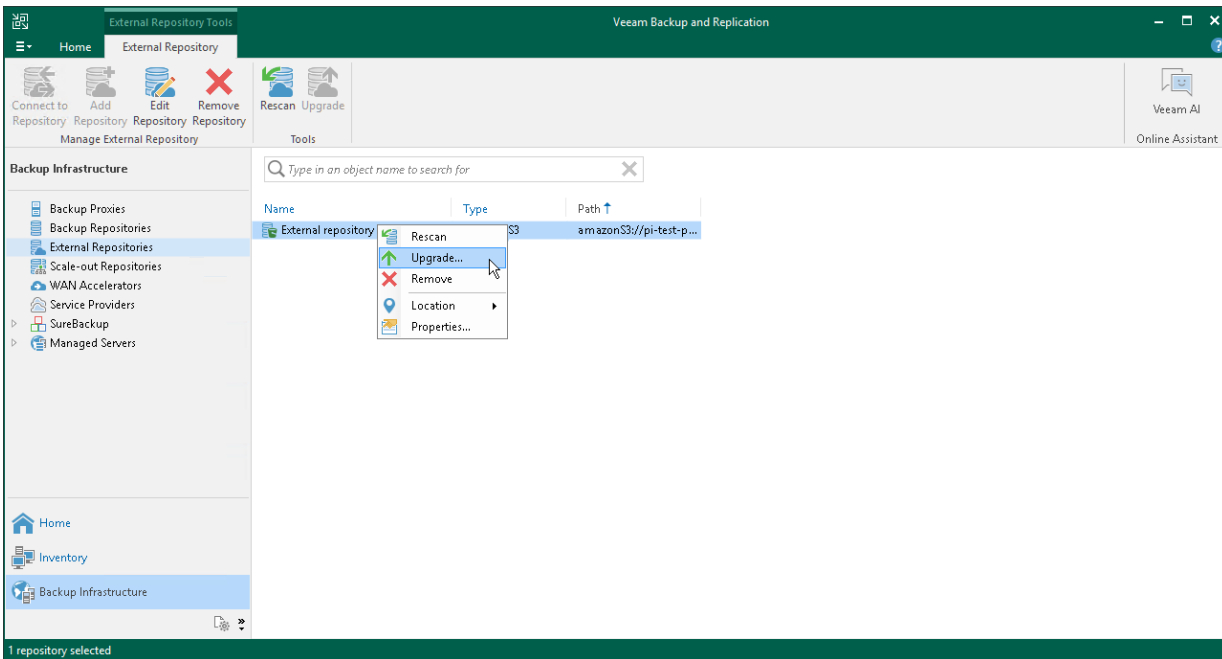 External Repository Tools
Veeam Backup and Replication
Home
External Repository
?
Connect to Repository
Add Repository
Edit Repository
Remove Repository
Manage External Repository
Rescan
Upgrade
Tools
Veeam AI
Online Assistant
Backup Infrastructure
Backup Proxies
Backup Repositories
External Repositories
Scale-out Repositories
WAN Accelerators
Service Providers
SureBackup
Managed Servers
Home
Inventory
Backup Infrastructure
Type in an object name to search for
Name Type Path
External repository S3 amazonS3://pi-test-p...
Rescan
Upgrade...
Remove
Location
Properties...
1 repository selected